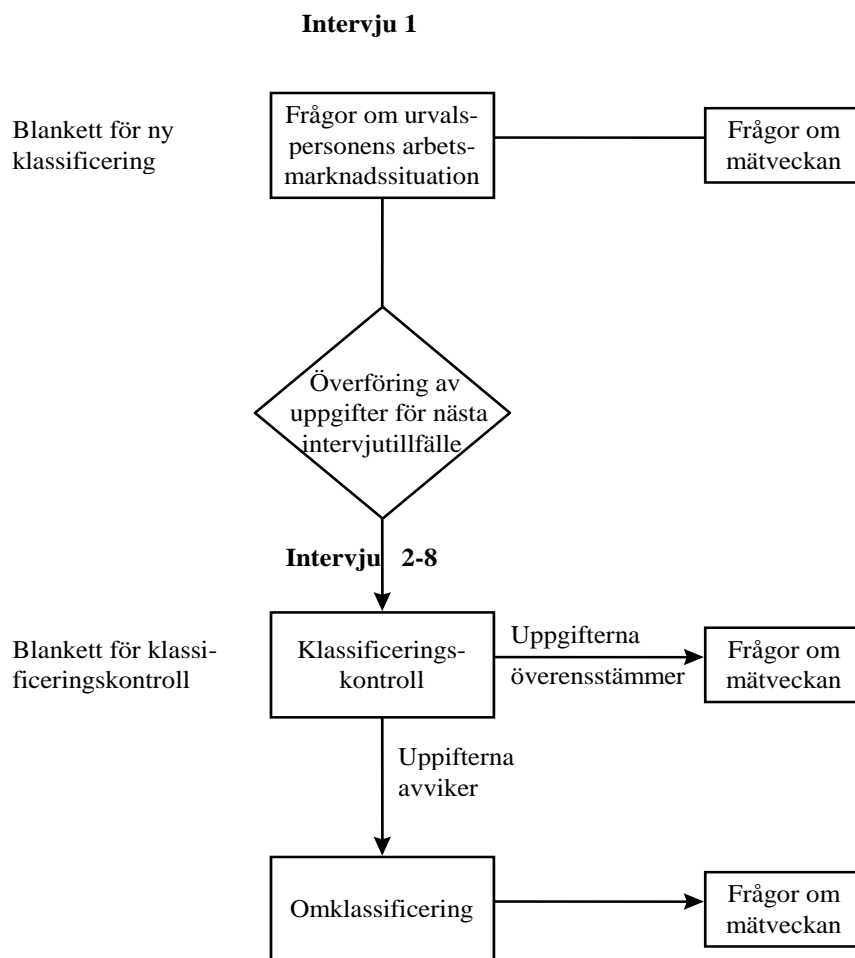 Intervju 1
Blankett för ny
klassificering
Frågor om urvals-
personens arbets-
marknadssituation
Frågor om
mätveckan
Överföring av
uppgifter för nästa
intervjutillfälle
Intervju 2-8
Blankett för klassi-
ficeringskontroll
Klassificerings-
kontroll
Uppgifterna
överensstämmer
Frågor om
mätveckan
Uppifterna
avviker
Omklassificering
Frågor om
mätveckan